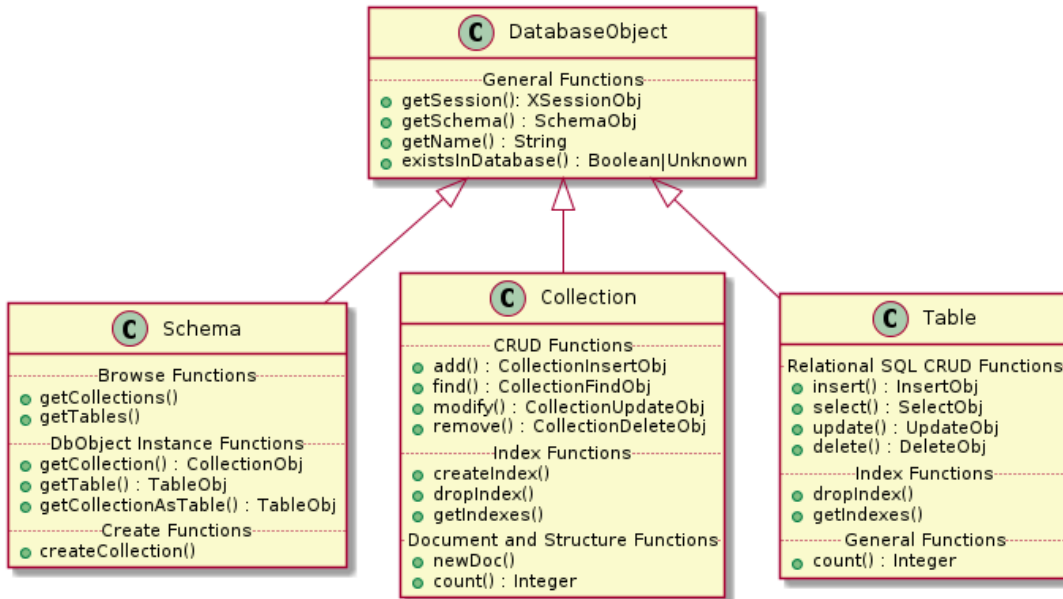 C DatabaseObject
General Functions
getSession(): XSessionObj
getSchema() : SchemaObj
getName() : String
existsInDatabase() : Boolean|Unknown
C Schema
Browse Functions
getCollections()
getTables()
DbObject Instance Functions
getCollection() : CollectionObj
getTable() : TableObj
getCollectionAsTable() : TableObj
Create Functions
createCollection()
C Collection
CRUD Functions
add() : CollectionInsertObj
find() : CollectionFindObj
modify() : CollectionUpdateObj
remove() : CollectionDeleteObj
Index Functions
createIndex()
dropIndex()
getIndexes()
Document and Structure Functions
newDoc()
count() : Integer
C Table
Relational SQL CRUD Functions
insert() : InsertObj
select() : SelectObj
update() : UpdateObj
delete() : DeleteObj
Index Functions
dropIndex()
getIndexes()
General Functions
count() : Integer